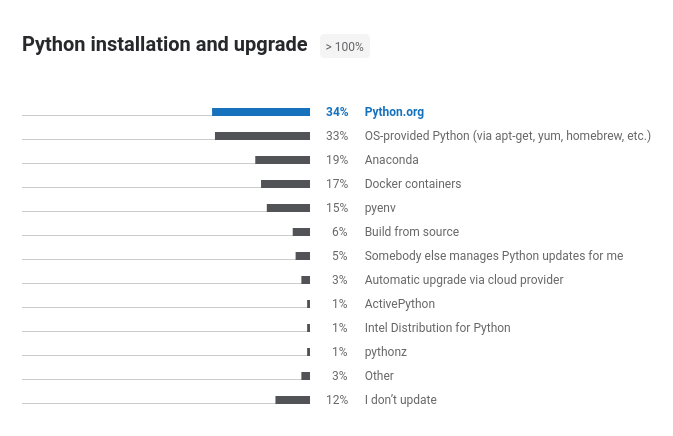 Python installation and upgrade > 100%
34% Python.org
33% OS-provided Python (via apt-get, yum, homebrew, etc.)
19% Anaconda
17% Docker containers
15% pyenv
6% Build from source
5% Somebody else manages Python updates for me
3% Automatic upgrade via cloud provider
1% ActivePython
1% Intel Distribution for Python
1% pythonz
3% Other
12% I don't update